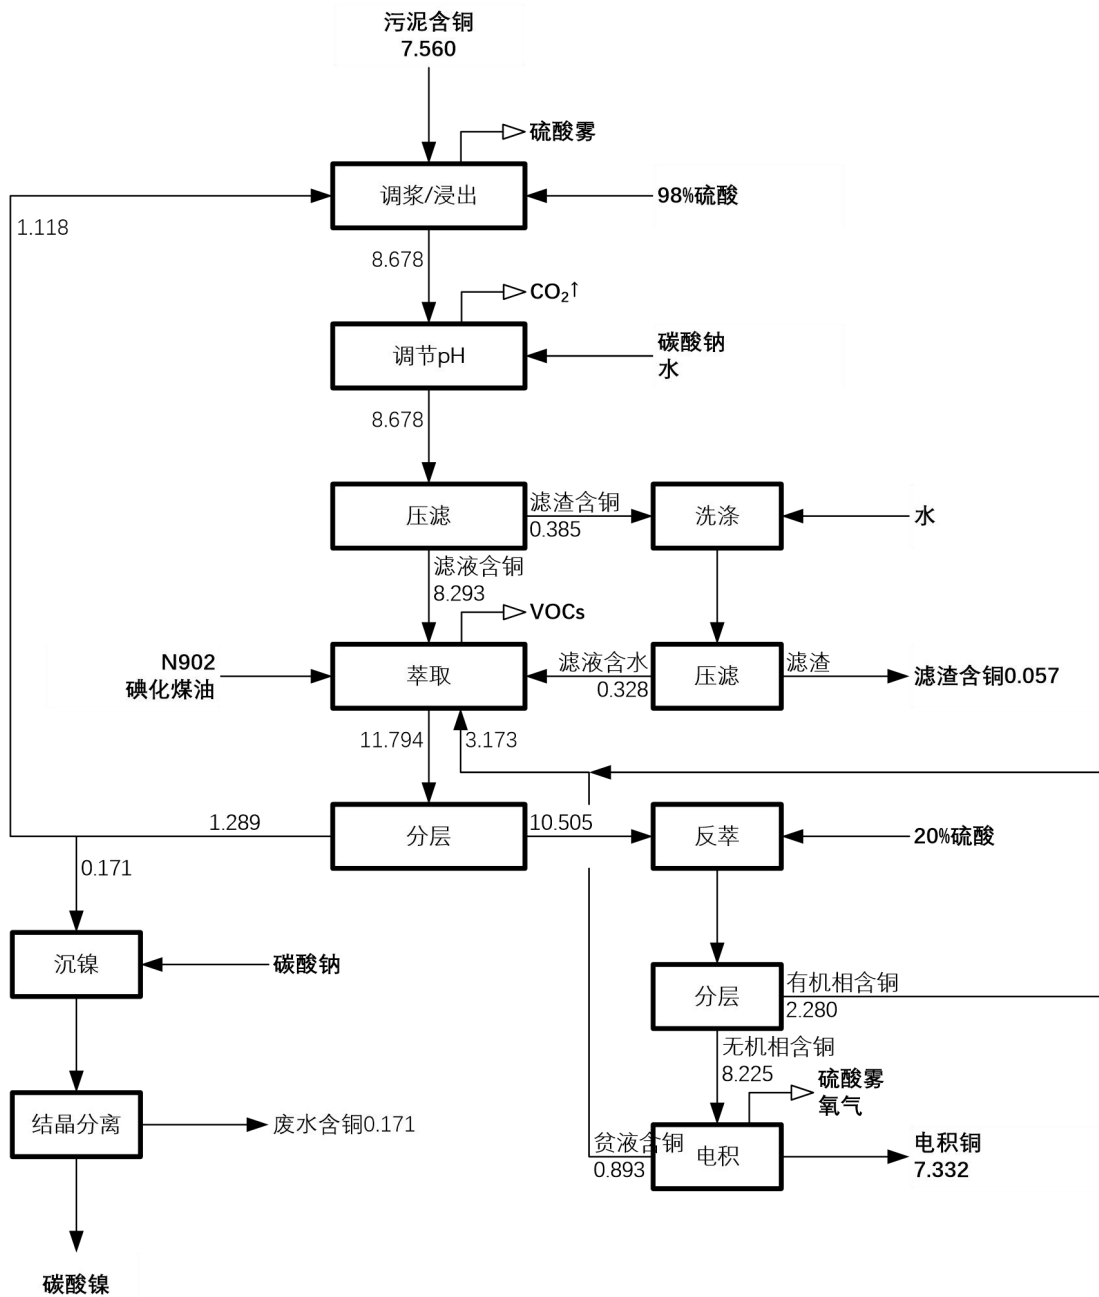 污泥含铜
7.560
硫酸雾
调浆/浸出
98%硫酸
1.118
8.678
CO₂↑
调节pH
碳酸钠
水
8.678
压滤
滤渣含铜
0.385
洗涤
水
滤液含铜
8.293
VOCs
N902
碘化煤油
萃取
滤液含水
0.328
压滤
滤渣
滤渣含铜0.057
11.794
3.173
1.289
分层
10.505
反萃
20%硫酸
0.171
沉镍
碳酸钠
分层
有机相含铜
2.280
无机相含铜
8.225
硫酸雾
氧气
结晶分离
废水含铜0.171
贫液含铜
0.893
电积
电积铜
7.332
碳酸镍